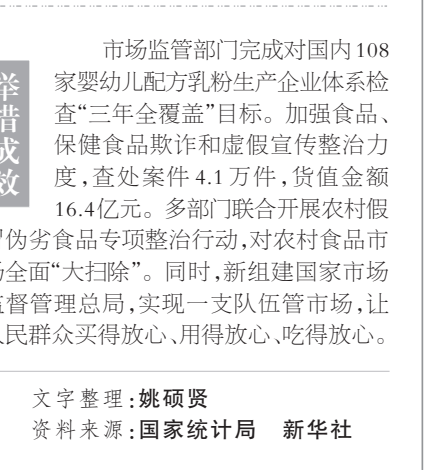 举措成效
市场监管部门完成对国内108
家婴幼儿配方乳粉生产企业体系检
查“三年全覆盖”目标。加强食品、
保健食品欺诈和虚假宣传整治力
度,查处案件4.1万件,货值金额
16.4亿元。多部门联合开展农村假
冒伪劣食品专项整治行动,对农村食品市
场全面“大扫除”。同时,新组建国家市场
监督管理总局,实现一支队伍管市场,让
人民群众买得放心、用得放心、吃得放心。
文字整理:姚硕贤
资料来源:国家统计局 新华社